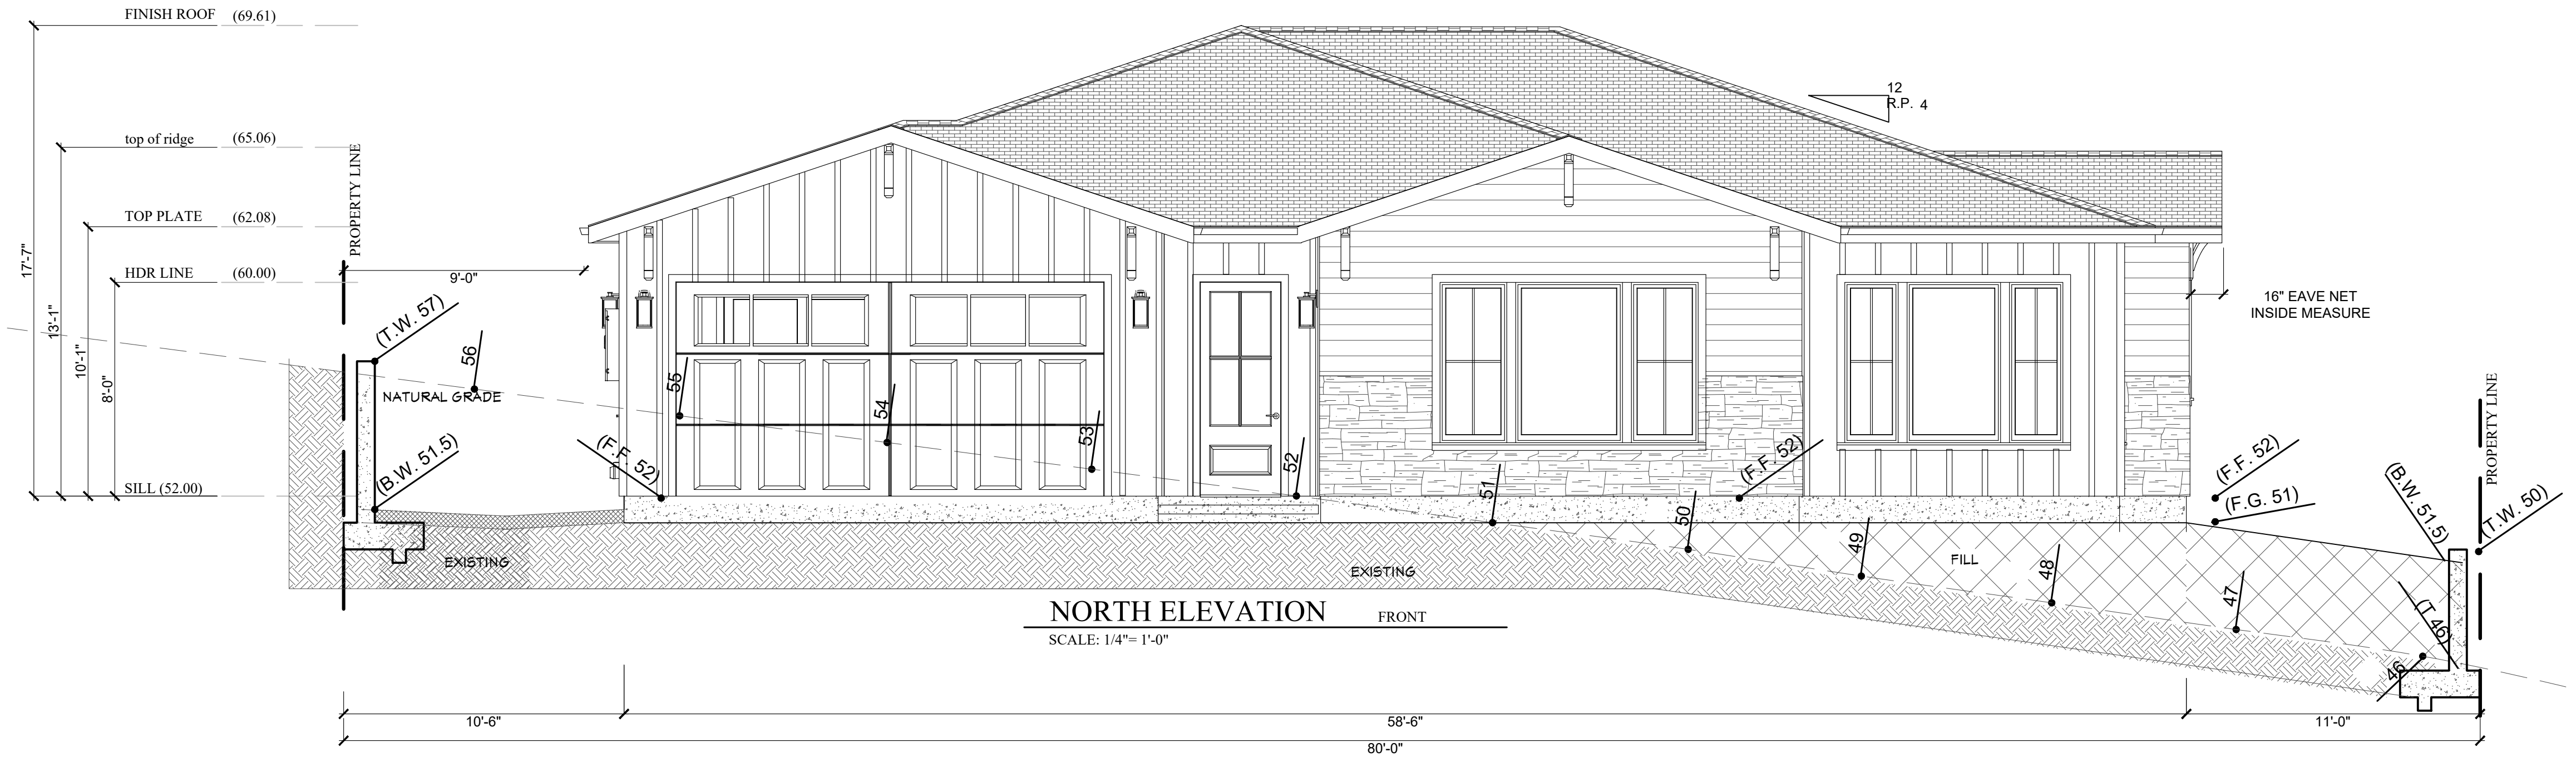 FINISH ROOF (69.61)
top of ridge (65.06)
TOP PLATE (62.08)
HDR LINE (60.00)
SILL (52.00)
17'-7"
13'-1"
10'-1"
8'-0"
PROPERTY LINE
9'-0"
(T.W. 57)
56
NATURAL GRADE
(B.W. 51.5)
EXISTING
(F.F. 52)
55
54
53
52
51
50
49
48
47
46
12
R.P. 4
16" EAVE NET
INSIDE MEASURE
(F.F. 52)
(F.F. 52)
(F.G. 51)
PROPERTY LINE
(B.W. 51.5)
(T.W. 50)
(T 46)
FILL
EXISTING
NORTH ELEVATION FRONT
SCALE: 1/4"= 1'-0"
10'-6"
58'-6"
11'-0"
80'-0"